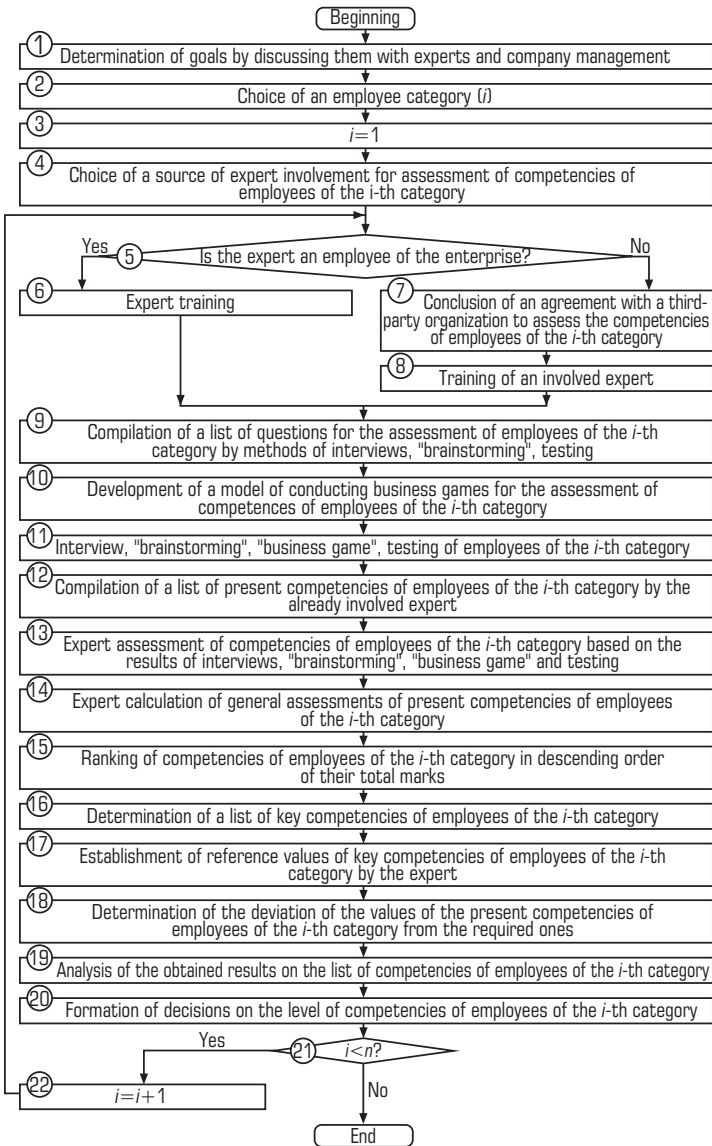 Beginning
1
Determination of goals by discussing them with experts and company management
2
Choice of an employee category (i)
3
i=1
4
Choice of a source of expert involvement for assessment of competencies of
employees of the i-th category
Yes
5
Is the expert an employee of the enterprise?
No
6
Expert training
7
Conclusion of an agreement with a third-
party organization to assess the competencies
of employees of the i-th category
8
Training of an involved expert
9
Compilation of a list of questions for the assessment of employees of the i-th
category by methods of interviews, "brainstorming", testing
10
Development of a model of conducting business games for the assessment of
competences of employees of the i-th category
11
Interview, "brainstorming", "business game", testing of employees of the i-th category
12
Compilation of a list of present competencies of employees of the i-th category by the
already involved expert
13
Expert assessment of competencies of employees of the i-th category based on the
results of interviews, "brainstorming", "business game" and testing
14
Expert calculation of general assessments of present competencies of employees
of the i-th category
15
Ranking of competencies of employees of the i-th category in descending order
of their total marks
16
Determination of a list of key competencies of employees of the i-th category
17
Establishment of reference values of key competencies of employees of the i-th
category by the expert
18
Determination of the deviation of the values of the present competencies of
employees of the i-th category from the required ones
19
Analysis of the obtained results on the list of competencies of employees of the i-th category
20
Formation of decisions on the level of competencies of employees of the i-th category
Yes
21
i<n?
22
i=i+1
No
End